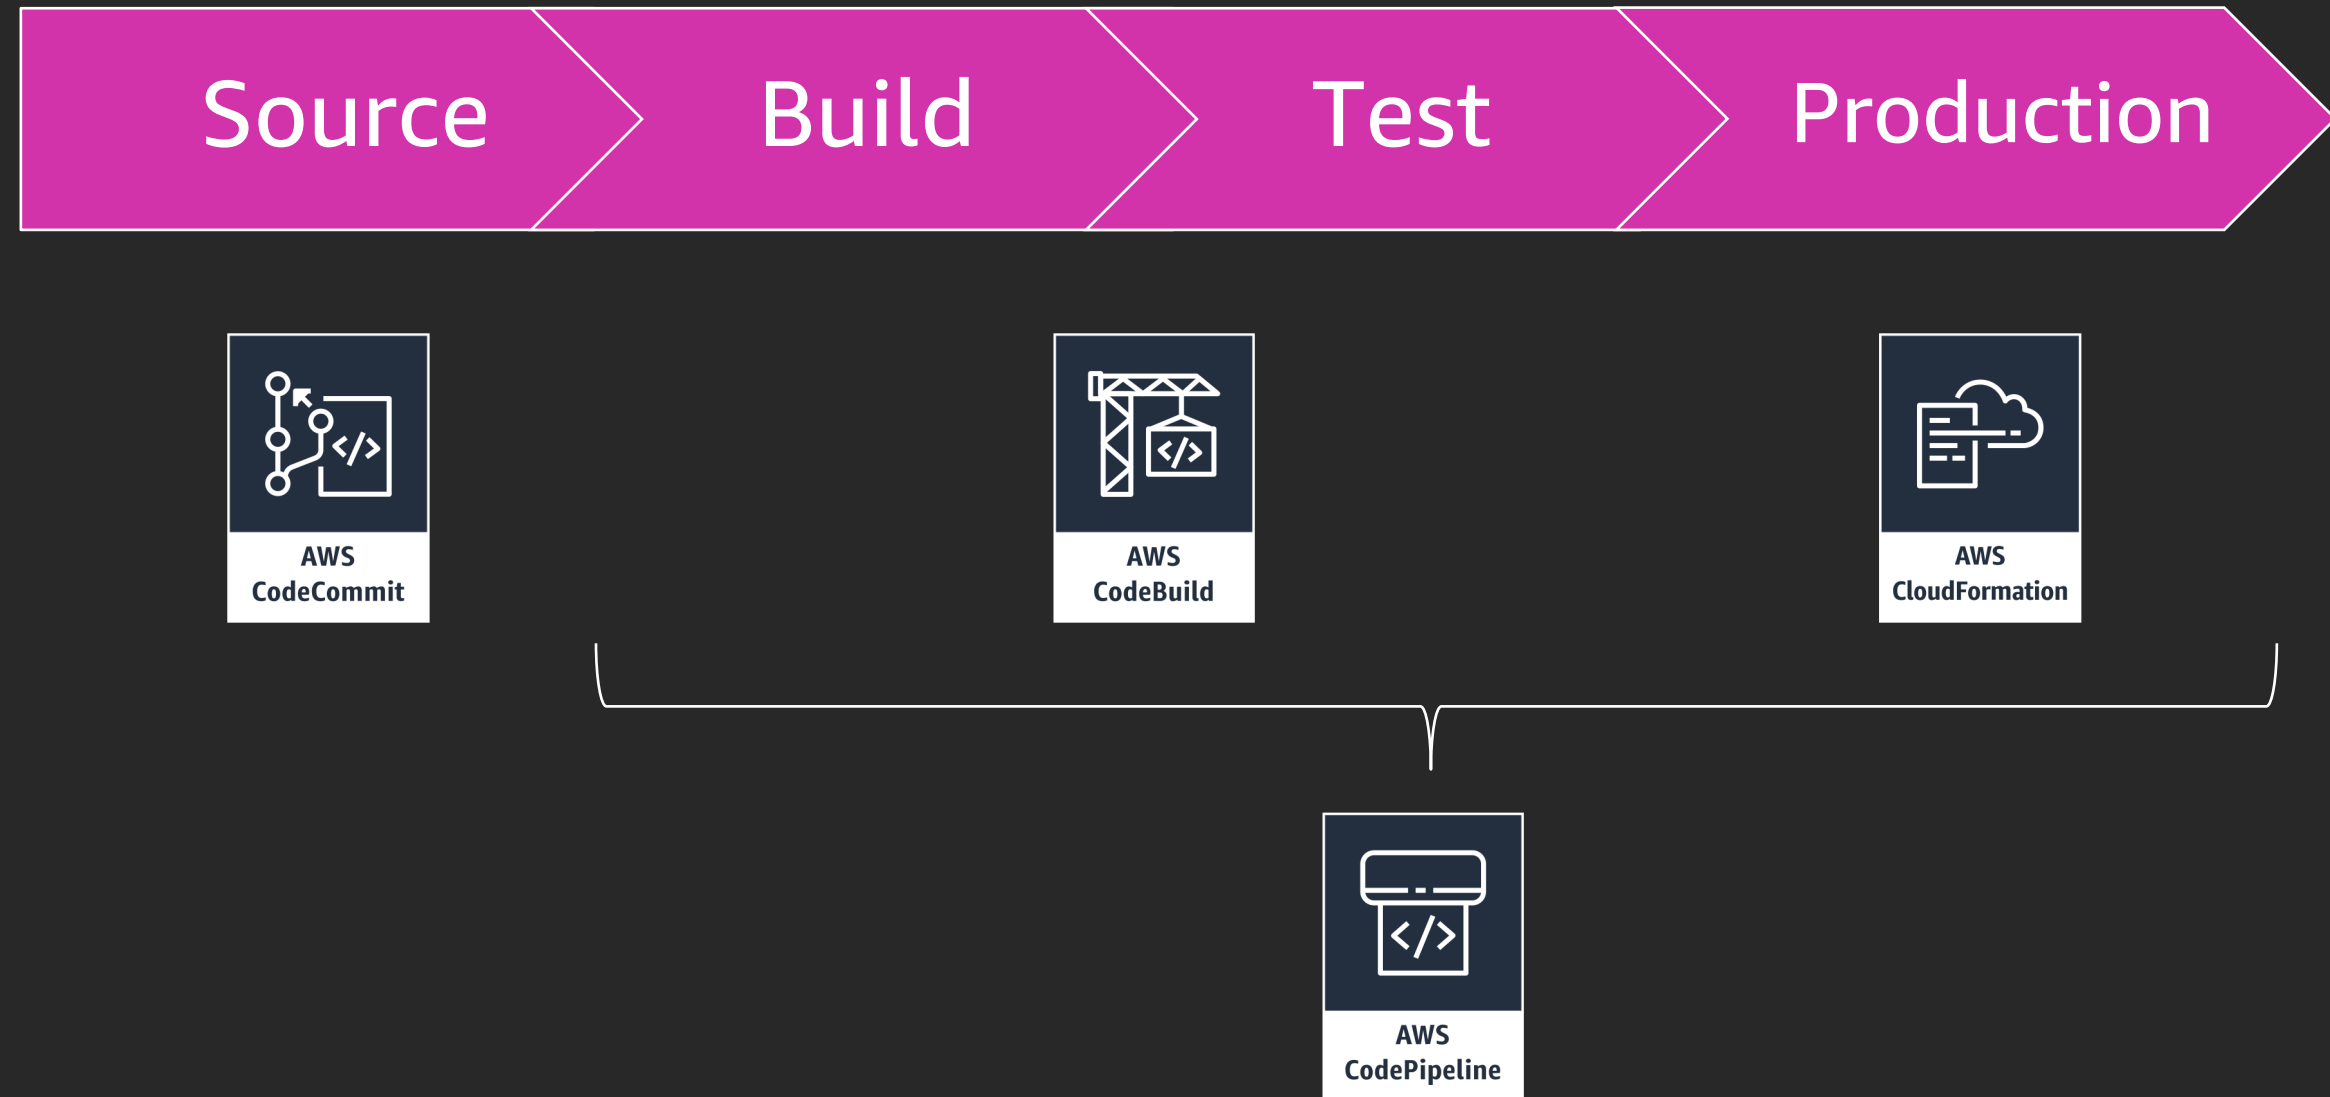 Source
Build
Test
Production
AWS
CodeCommit
AWS
CodeBuild
AWS
CloudFormation
AWS
CodePipeline